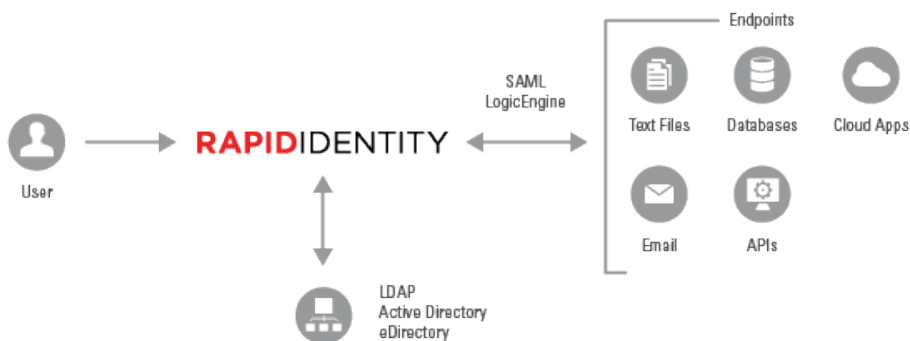 Endpoints
SAML
LogicEngine
Text Files
Databases
Cloud Apps
User
RAPIDIDENTITY
Email
APIs
LDAP
Active Directory
eDirectory